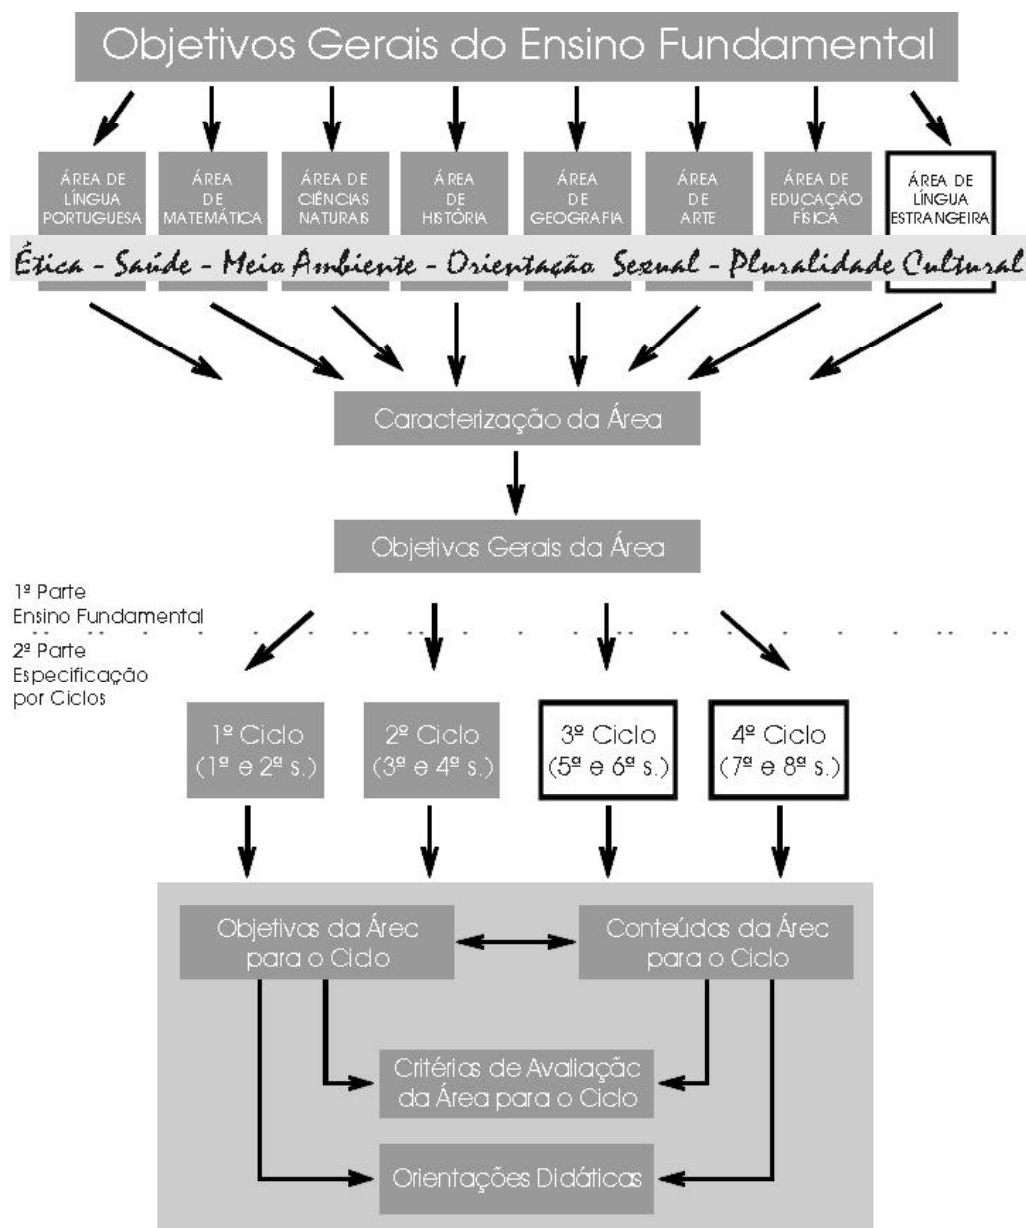 Objetivos Gerais do Ensino Fundamental
ÁREA DE
LÍNGUA
PORTUGUESA
ÁREA
DE
MATEMÁTICA
ÁREA DE
CIÊNCIAS
NATURAIS
ÁREA
DE
HISTÓRIA
ÁREA
DE
GEOGRAFIA
ÁREA
DE
ARTE
ÁREA DE
EDUCAÇÃO
FÍSICA
ÁREA DE
LÍNGUA
ESTRANGEIRA
Ética - Saúde - Meio Ambiente - Orientação Sexual - Pluralidade Cultural
Caracterização da Área
Objetivos Gerais da Área
1ª Parte
Ensino Fundamental
2ª Parte
Especificação
por Ciclos
1º Ciclo
(1ª e 2ª s.)
2º Ciclo
(3ª e 4ª s.)
3º Ciclo
(5ª e 6ª s.)
4º Ciclo
(7ª e 8ª s.)
Objetivos da Área
para o Ciclo
Conteúdos da Área
para o Ciclo
Critérios de Avaliação
da Área para o Ciclo
Orientações Didáticas